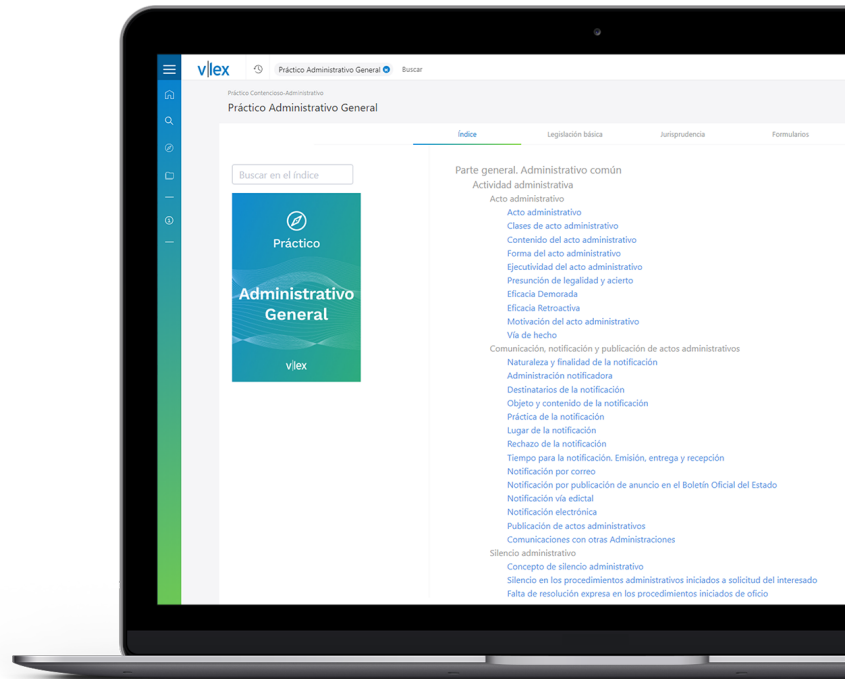 v|lex
Práctico Administrativo General
Buscar
Práctico Contencioso-Administrativo
Práctico Administrativo General
Índice
Legislación básica
Jurisprudencia
Formularios
Buscar en el índice
Práctico
Administrativo
General
v|lex
Parte general. Administrativo común
Actividad administrativa
Acto administrativo
Acto administrativo
Clases de acto administrativo
Contenido del acto administrativo
Forma del acto administrativo
Ejecutividad del acto administrativo
Presunción de legalidad y acierto
Eficacia Demorada
Eficacia Retroactiva
Motivación del acto administrativo
Vía de hecho
Comunicación, notificación y publicación de actos administrativos
Naturaleza y finalidad de la notificación
Administración notificadora
Destinatarios de la notificación
Objeto y contenido de la notificación
Práctica de la notificación
Lugar de la notificación
Rechazo de la notificación
Tiempo para la notificación. Emisión, entrega y recepción
Notificación por correo
Notificación por publicación de anuncio en el Boletín Oficial del Estado
Notificación vía edictal
Notificación electrónica
Publicación de actos administrativos
Comunicaciones con otras Administraciones
Silencio administrativo
Concepto de silencio administrativo
Silencio en los procedimientos administrativos iniciados a solicitud del interesado
Falta de resolución expresa en los procedimientos iniciados de oficio